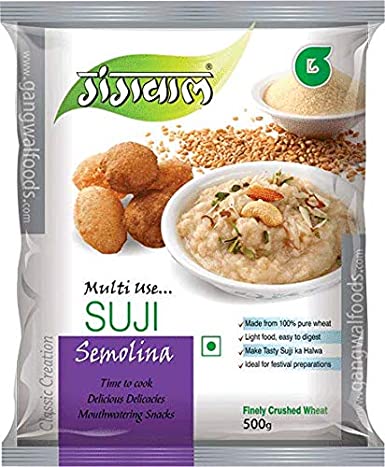 गंगवाल®
www.gangwalfoods.com
www.gangwalfoods.com
Classic Creation
Multi Use...
SUJI
Semolina
Time to cook
Delicious Delicacies
Mouthwatering Snacks
Made from 100% pure wheat
Light food, easy to digest
Make Tasty Sujji ka Halwa
Ideal for festival preparations
Finely Crushed Wheat
500g